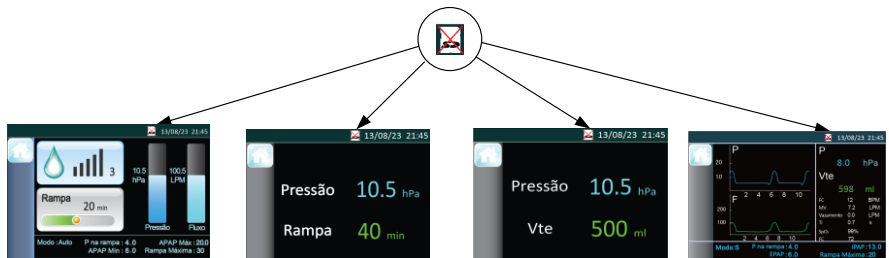 13/08/23 21:45
3
10.5 hPa
100.5 LPM
Rampa
20 min
Pressão
Fluxo
Modo :Auto P na rampa : 4.0 APAP Máx : 20.0
APAP Min : 6.0 Rampa Máxima : 30
13/08/23 21:45
Pressão 10.5 hPa
Rampa 40 min
13/08/23 21:45
Pressão 10.5 hPa
Vte 500 ml
13/08/23 21:45
P
20
10
2 4 6 8 10
F
200
100
2 4 6 8 10
P
8.0 hPa
Vte
598 ml
FC 12 BPM
MV 7.2 LPM
Vazamento 0.0 LPM
Ti 0.7 s
SpO₂ 99%
FC 72
Modo:S P na rampa : 4.0 IPAP : 13.0
EPAP : 6.0 Rampa Máxima : 20